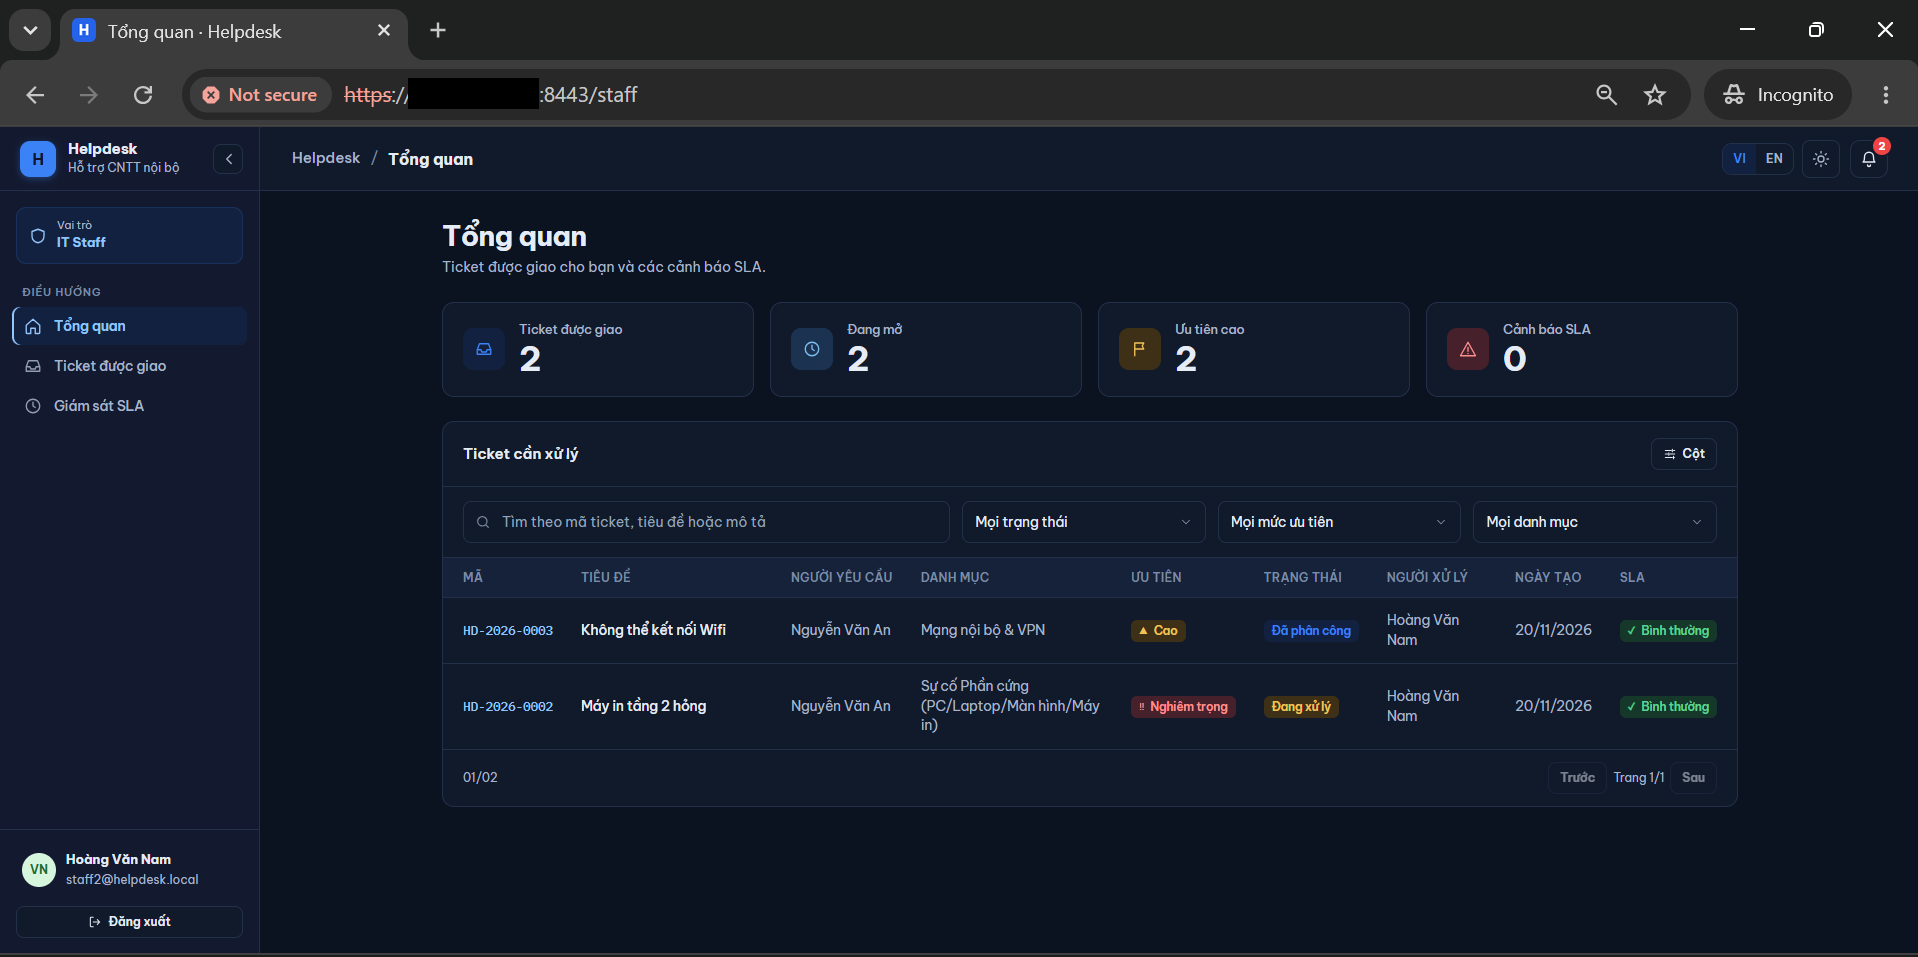 H Tổng quan · Helpdesk
Not secure https://:8443/staff Incognito
H Helpdesk
Hỗ trợ CNTT nội bộ
Helpdesk / Tổng quan
VI EN 2
Vai trò
IT Staff
ĐIỀU HƯỚNG
Tổng quan
Ticket được giao
Giám sát SLA
Tổng quan
Ticket được giao cho bạn và các cảnh báo SLA.
Ticket được giao
2
Đang mở
2
Ưu tiên cao
2
Cảnh báo SLA
0
Ticket cần xử lý
Cột
Tìm theo mã ticket, tiêu đề hoặc mô tả
Mọi trạng thái
Mọi mức ưu tiên
Mọi danh mục
MÃ TIÊU ĐỀ NGƯỜI YÊU CẦU DANH MỤC ƯU TIÊN TRẠNG THÁI NGƯỜI XỬ LÝ NGÀY TẠO SLA
HD-2026-0003 Không thể kết nối Wifi Nguyễn Văn An Mạng nội bộ & VPN Cao Đã phân công Hoàng Văn Nam 20/11/2026 ✓ Bình thường
HD-2026-0002 Máy in tầng 2 hỏng Nguyễn Văn An Sự cố Phần cứng (PC/Laptop/Màn hình/Máy in) !! Nghiêm trọng Đang xử lý Hoàng Văn Nam 20/11/2026 ✓ Bình thường
01/02
Trước Trang 1/1 Sau
VN Hoàng Văn Nam
staff2@helpdesk.local
Đăng xuất